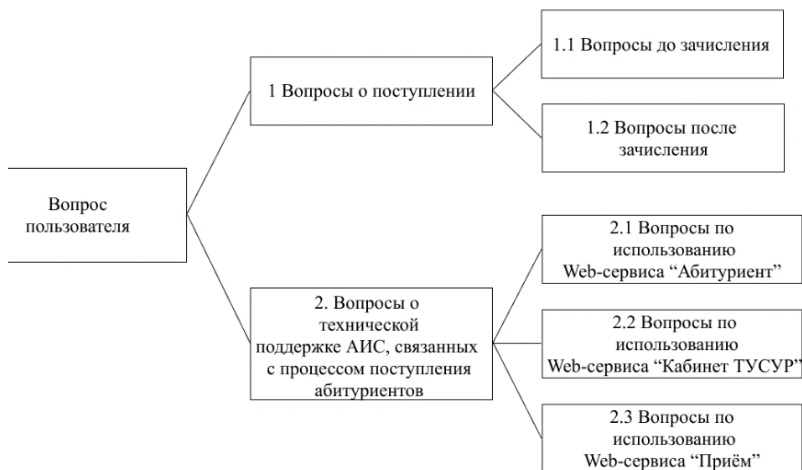 Вопрос
пользователя
1 Вопросы о поступлении
1.1 Вопросы до зачисления
1.2 Вопросы после
зачисления
2. Вопросы о
технической
поддержке АИС, связанных
с процессом поступления
абитуриентов
2.1 Вопросы по
использованию
Web-сервиса “Абитуриент”
2.2 Вопросы по
использованию
Web-сервиса “Кабинет ТУСУР”
2.3 Вопросы по
использованию
Web-сервиса “Приём”